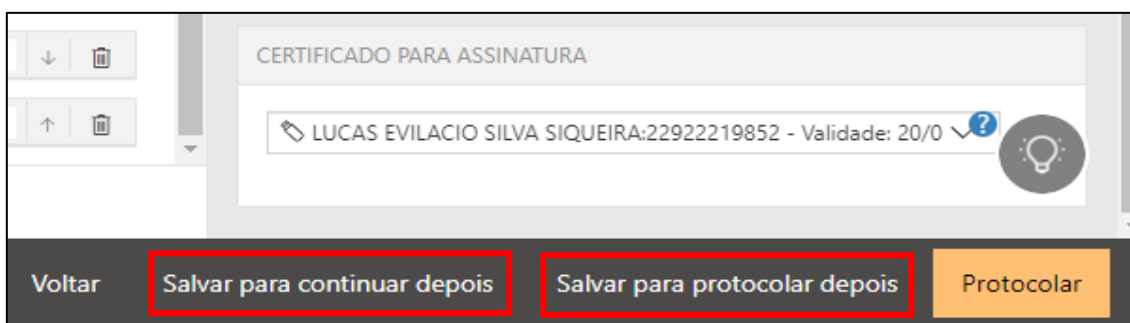 CERTIFICADO PARA ASSINATURA
LUCAS EVILACIO SILVA SIQUEIRA:22922219852 - Validade: 20/0
?
Voltar
Salvar para continuar depois
Salvar para protocolar depois
Protocolar